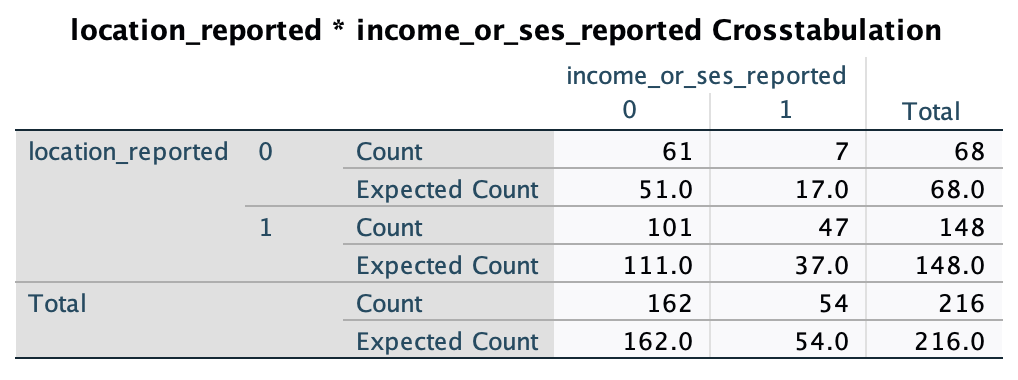 location_reported * income_or_ses_reported Crosstabulation
income_or_ses_reported
0 1 Total
location_reported 0 Count 61 7 68
Expected Count 51.0 17.0 68.0
1 Count 101 47 148
Expected Count 111.0 37.0 148.0
Total Count 162 54 216
Expected Count 162.0 54.0 216.0